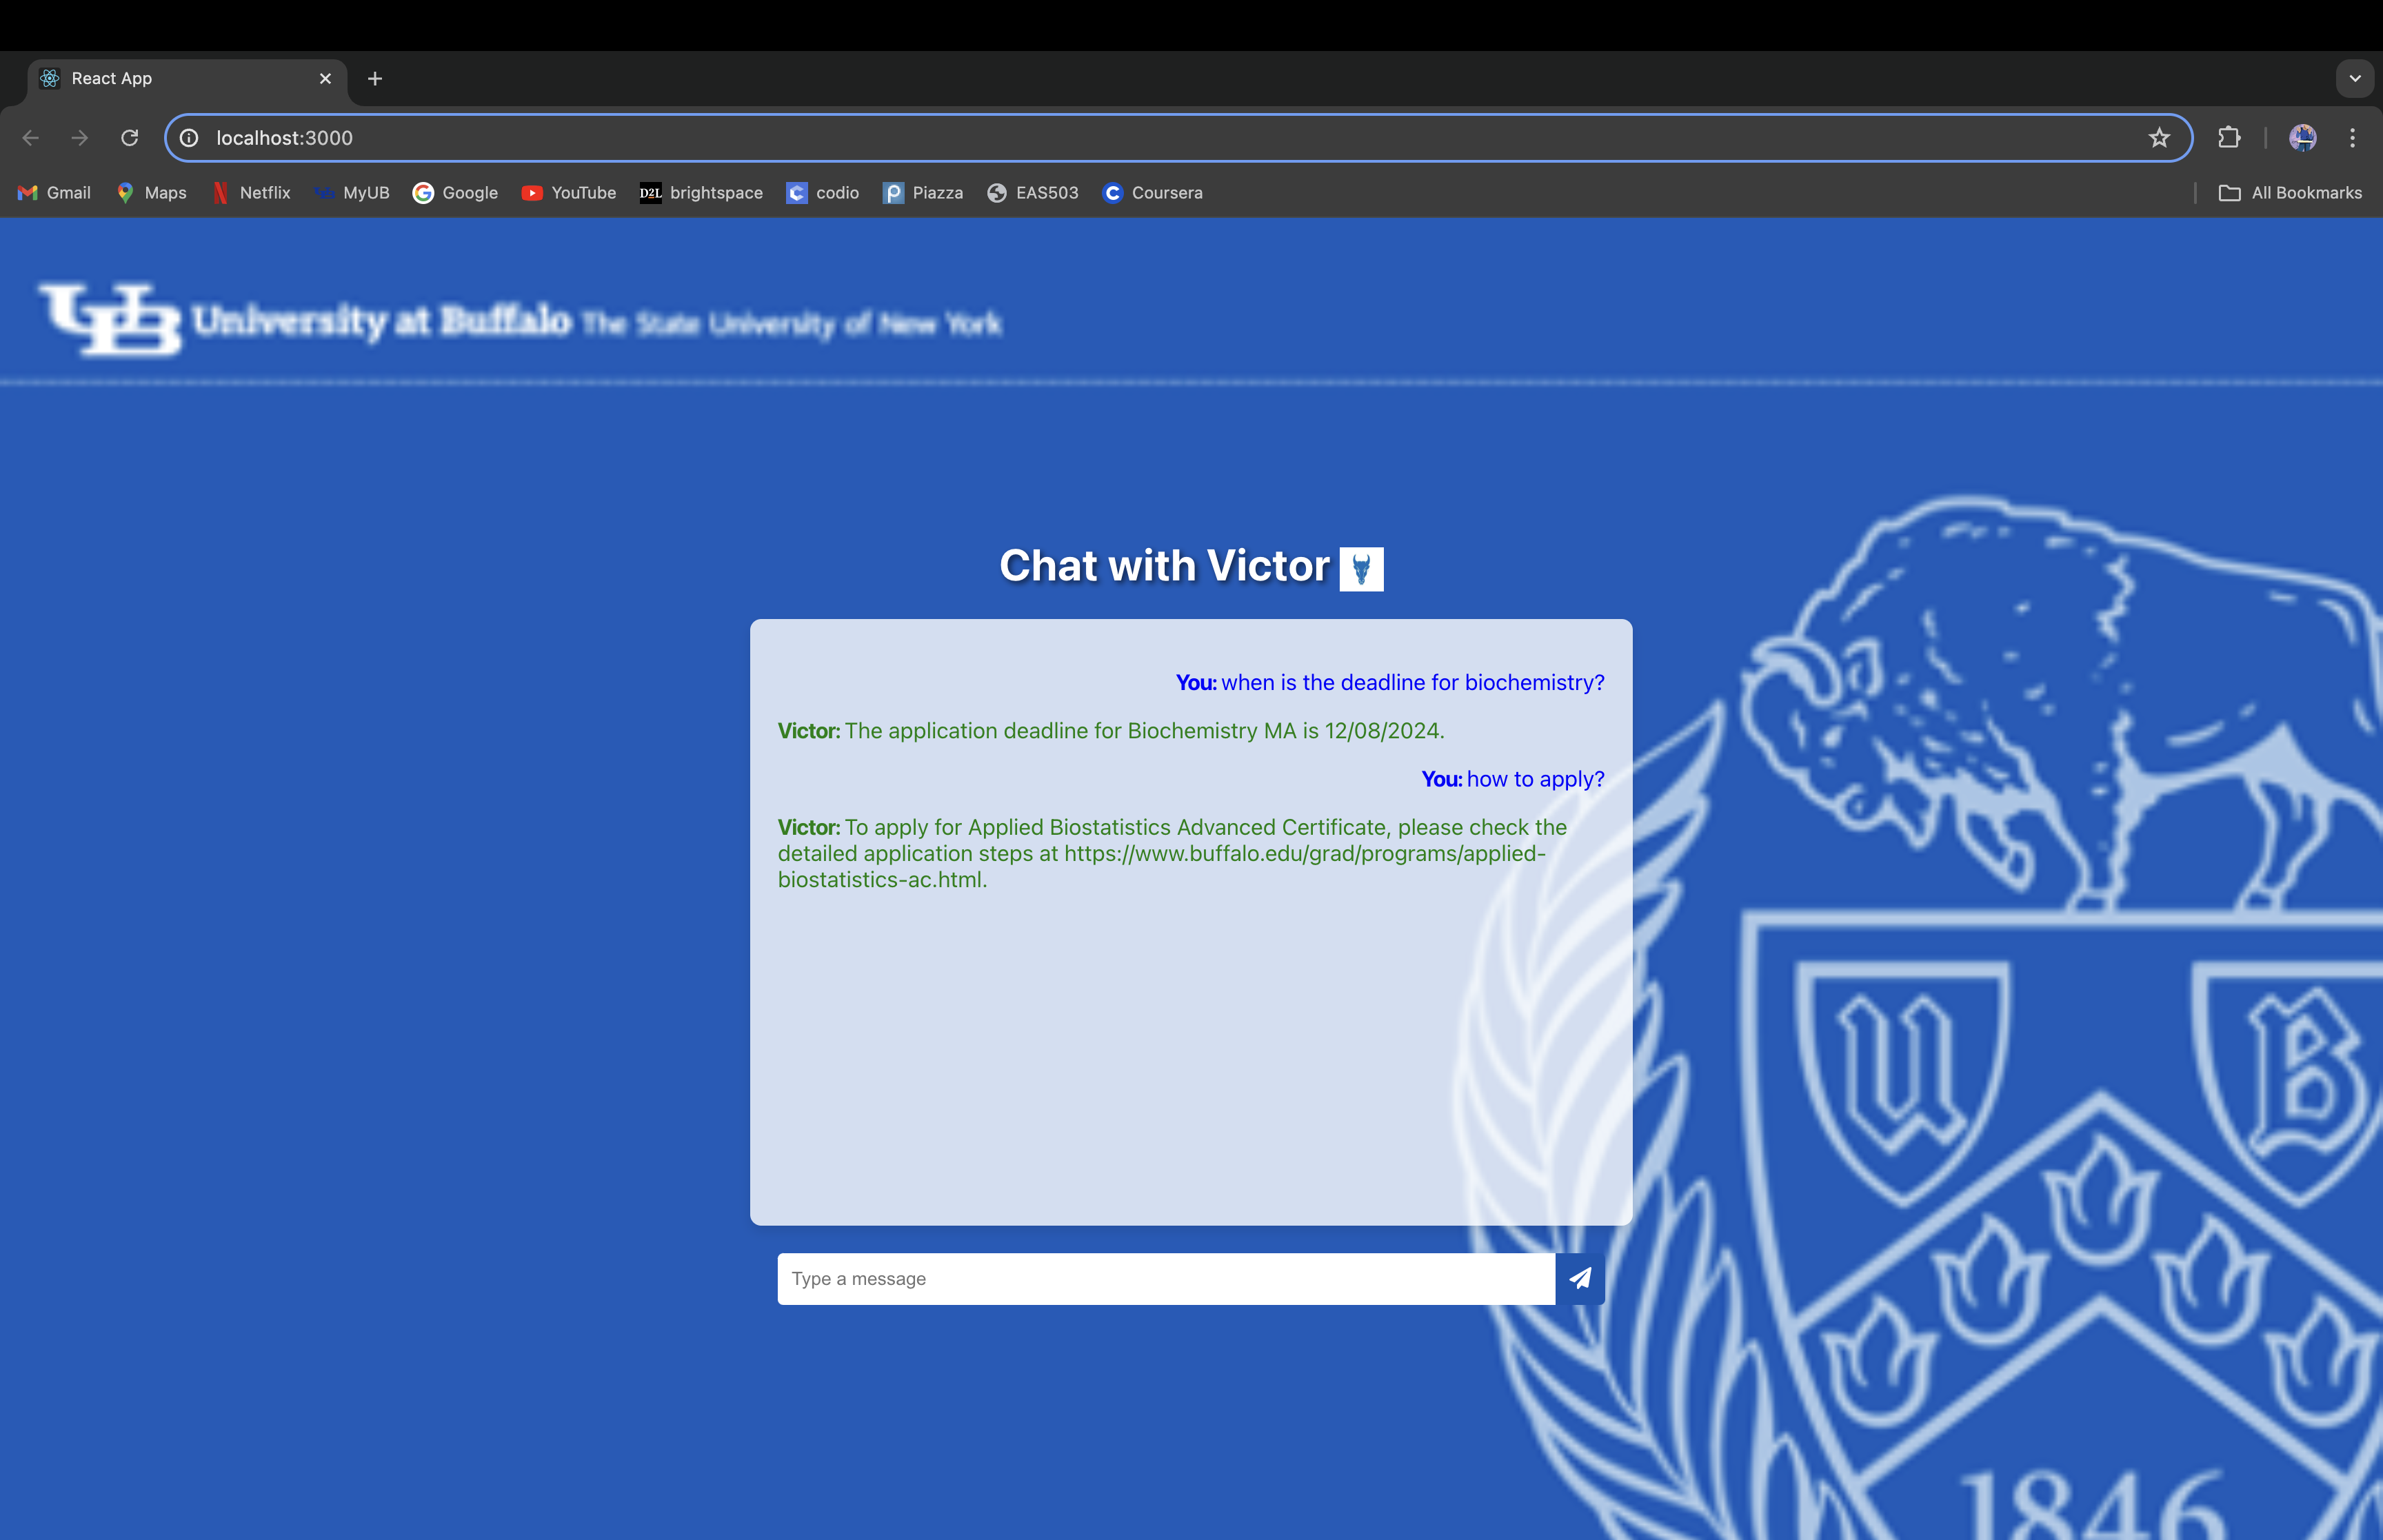 React App
localhost:3000
Gmail Maps Netflix MyUB Google YouTube D2L brightspace codio Piazza EAS503 Coursera All Bookmarks
UB University at Buffalo The State University of New York
Chat with Victor
You: when is the deadline for biochemistry?
Victor: The application deadline for Biochemistry MA is 12/08/2024.
You: how to apply?
Victor: To apply for Applied Biostatistics Advanced Certificate, please check the
detailed application steps at https://www.buffalo.edu/grad/programs/applied-
biostatistics-ac.html.
Type a message
U B
1846